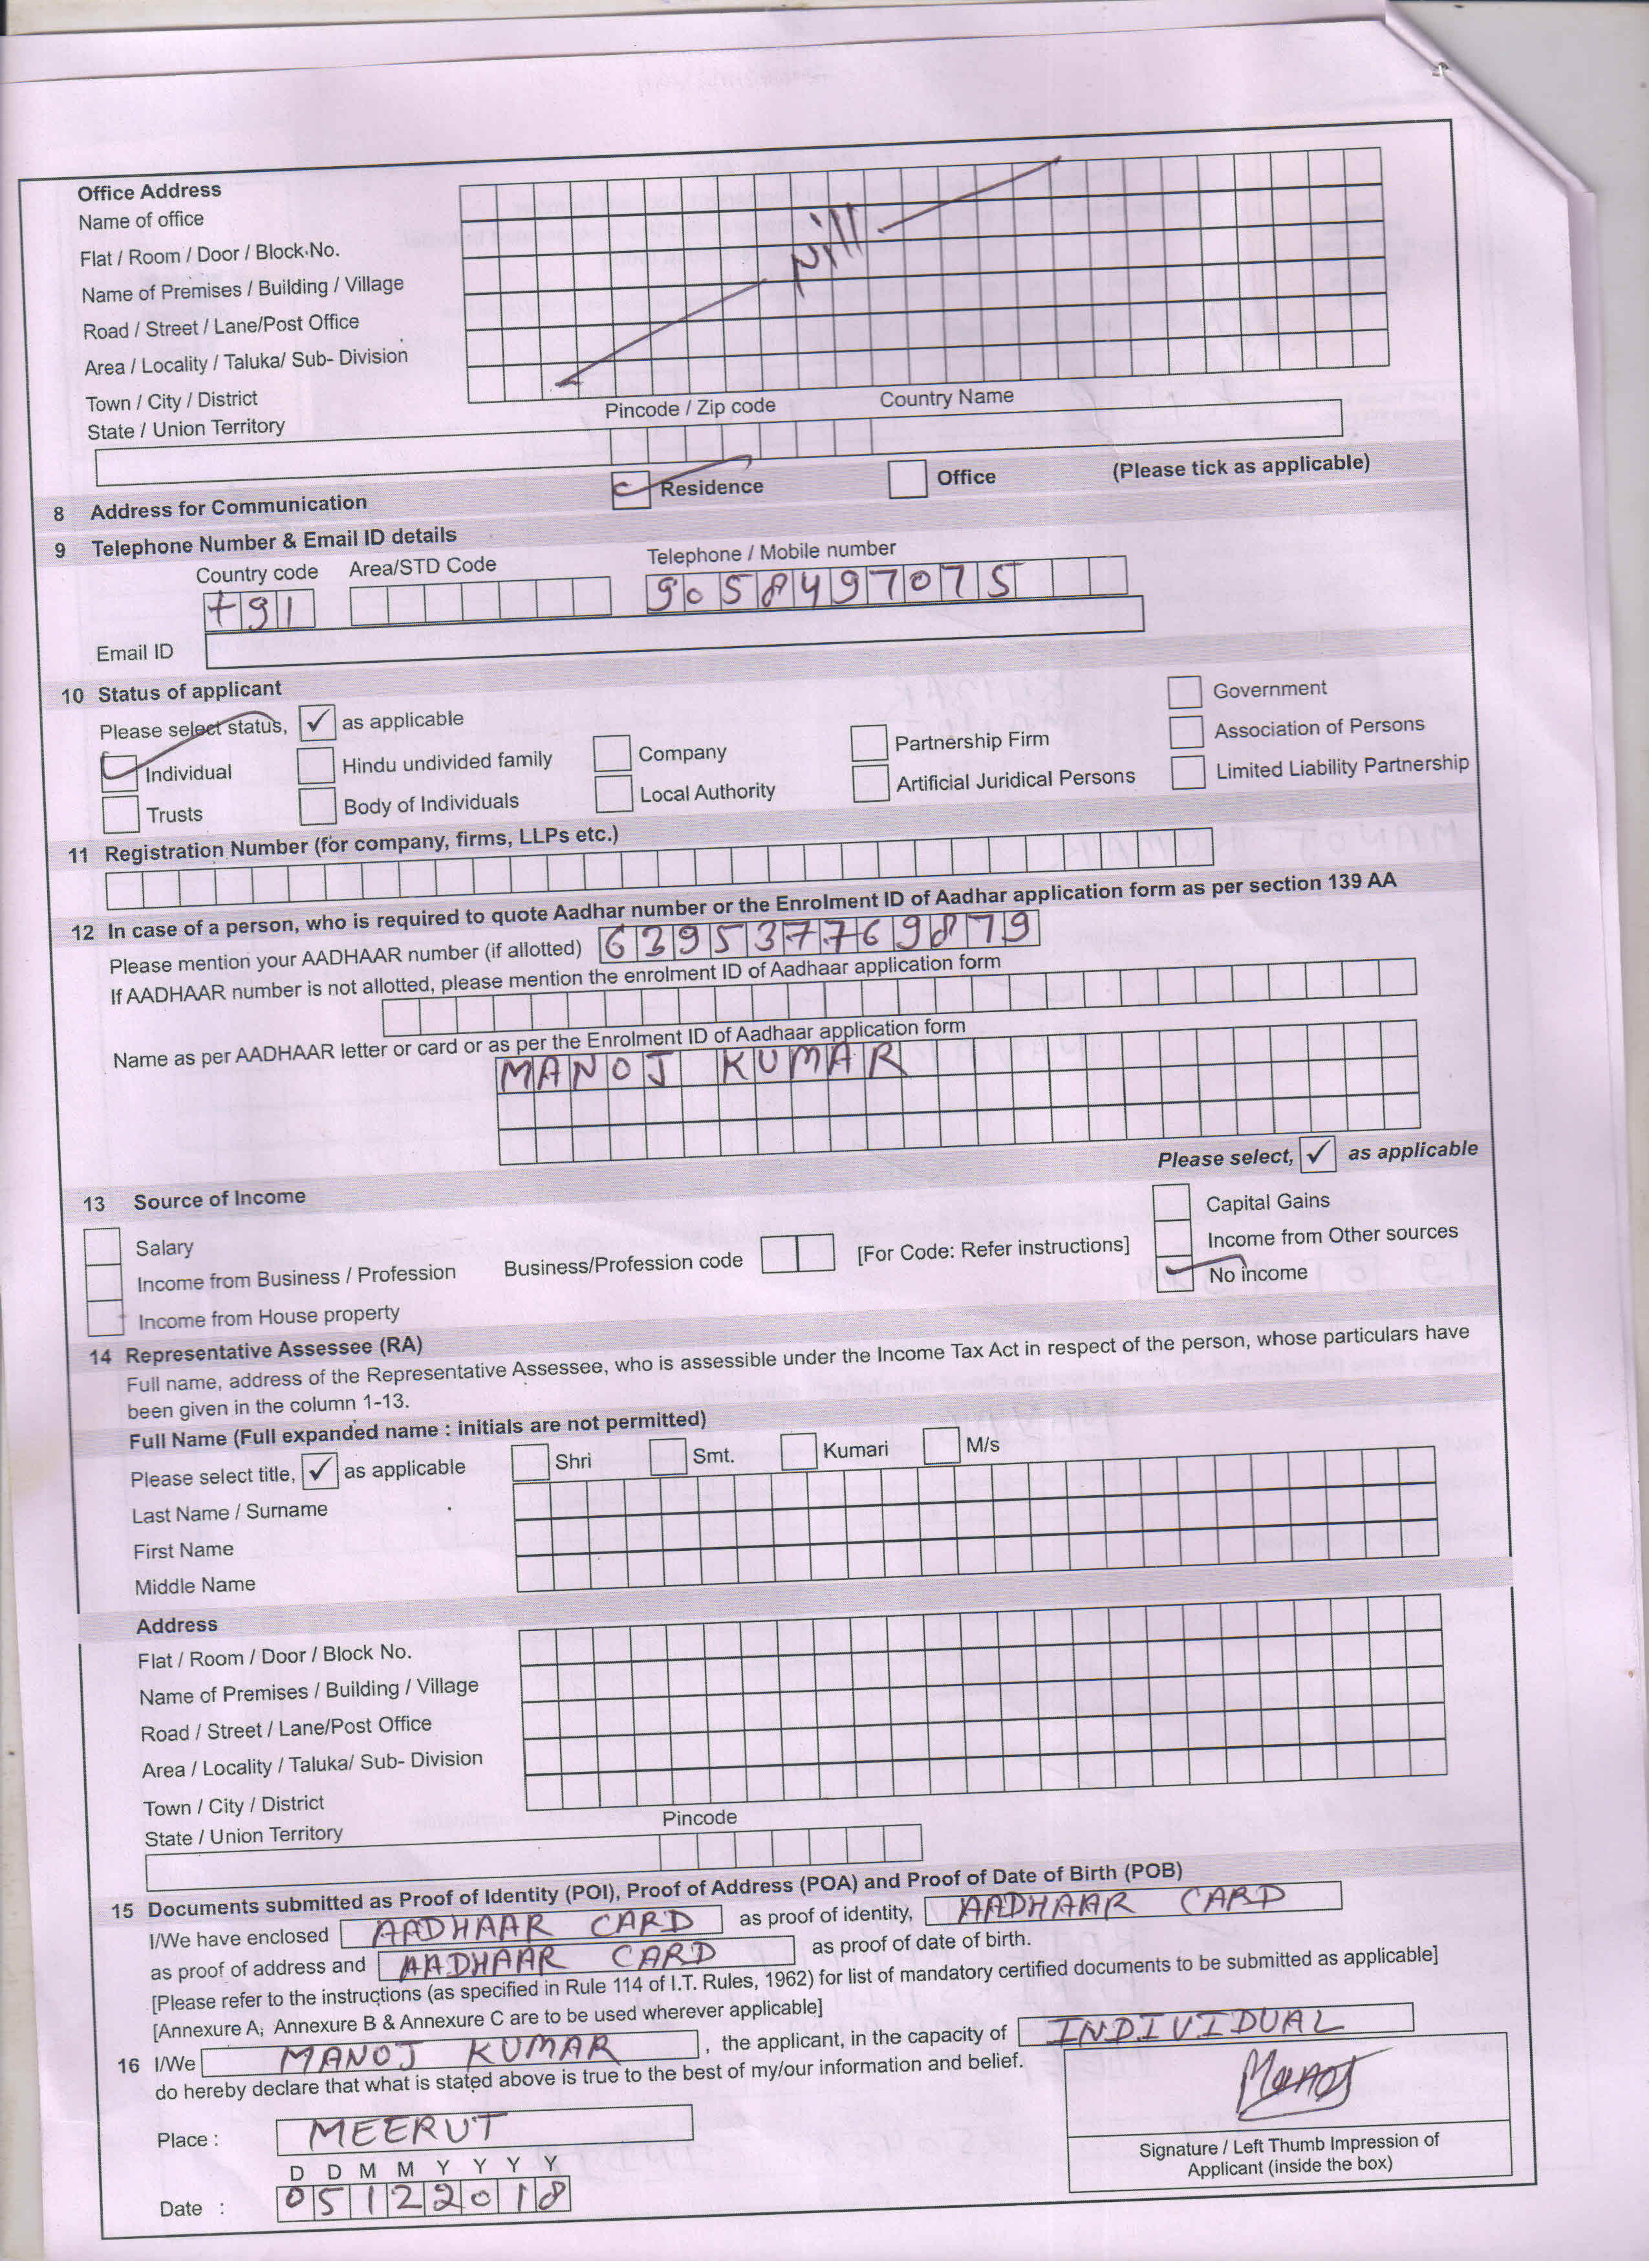 Office Address
Name of office
Flat / Room / Door / Block No.
Name of Premises / Building / Village
Road / Street / Lane/Post Office
Area / Locality / Taluka/ Sub- Division
Town / City / District
Nill
State / Union Territory Pincode / Zip code Country Name
8 Address for Communication Residence Office (Please tick as applicable)
9 Telephone Number & Email ID details
Country code Area/STD Code Telephone / Mobile number
+91 9058497075
Email ID
10 Status of applicant
Please select status, ✓ as applicable
Government
Individual Hindu undivided family Company Partnership Firm Association of Persons
Trusts Body of Individuals Local Authority Artificial Juridical Persons Limited Liability Partnership
11 Registration Number (for company, firms, LLPs etc.)
12 In case of a person, who is required to quote Aadhar number or the Enrolment ID of Aadhar application form as per section 139 AA
Please mention your AADHAAR number (if allotted) 639537769879
If AADHAAR number is not allotted, please mention the enrolment ID of Aadhaar application form
Name as per AADHAAR letter or card or as per the Enrolment ID of Aadhaar application form
MANOJ KUMAR
Please select, ✓ as applicable
13 Source of Income
Salary Capital Gains
Income from Business / Profession Business/Profession code [For Code: Refer instructions] Income from Other sources
Income from House property No income
14 Representative Assessee (RA)
Full name, address of the Representative Assessee, who is assessible under the Income Tax Act in respect of the person, whose particulars have
been given in the column 1-13.
Full Name (Full expanded name : initials are not permitted)
Please select title, ✓ as applicable Shri Smt. Kumari M/s
Last Name / Surname
First Name
Middle Name
Address
Flat / Room / Door / Block No.
Name of Premises / Building / Village
Road / Street / Lane/Post Office
Area / Locality / Taluka/ Sub- Division
Town / City / District
State / Union Territory Pincode
15 Documents submitted as Proof of Identity (POI), Proof of Address (POA) and Proof of Date of Birth (POB)
I/We have enclosed AADHAAR CARD as proof of identity, AADHAAR CARD
as proof of address and AADHAAR CARD as proof of date of birth.
[Please refer to the instructions (as specified in Rule 114 of I.T. Rules, 1962) for list of mandatory certified documents to be submitted as applicable]
[Annexure A, Annexure B & Annexure C are to be used wherever applicable]
16 I/We MANOJ KUMAR , the applicant, in the capacity of INDIVIDUAL
do hereby declare that what is stated above is true to the best of my/our information and belief.
Manoj
Place : MEERUT
Signature / Left Thumb Impression of
Applicant (inside the box)
D D M M Y Y Y Y
Date : 05122018